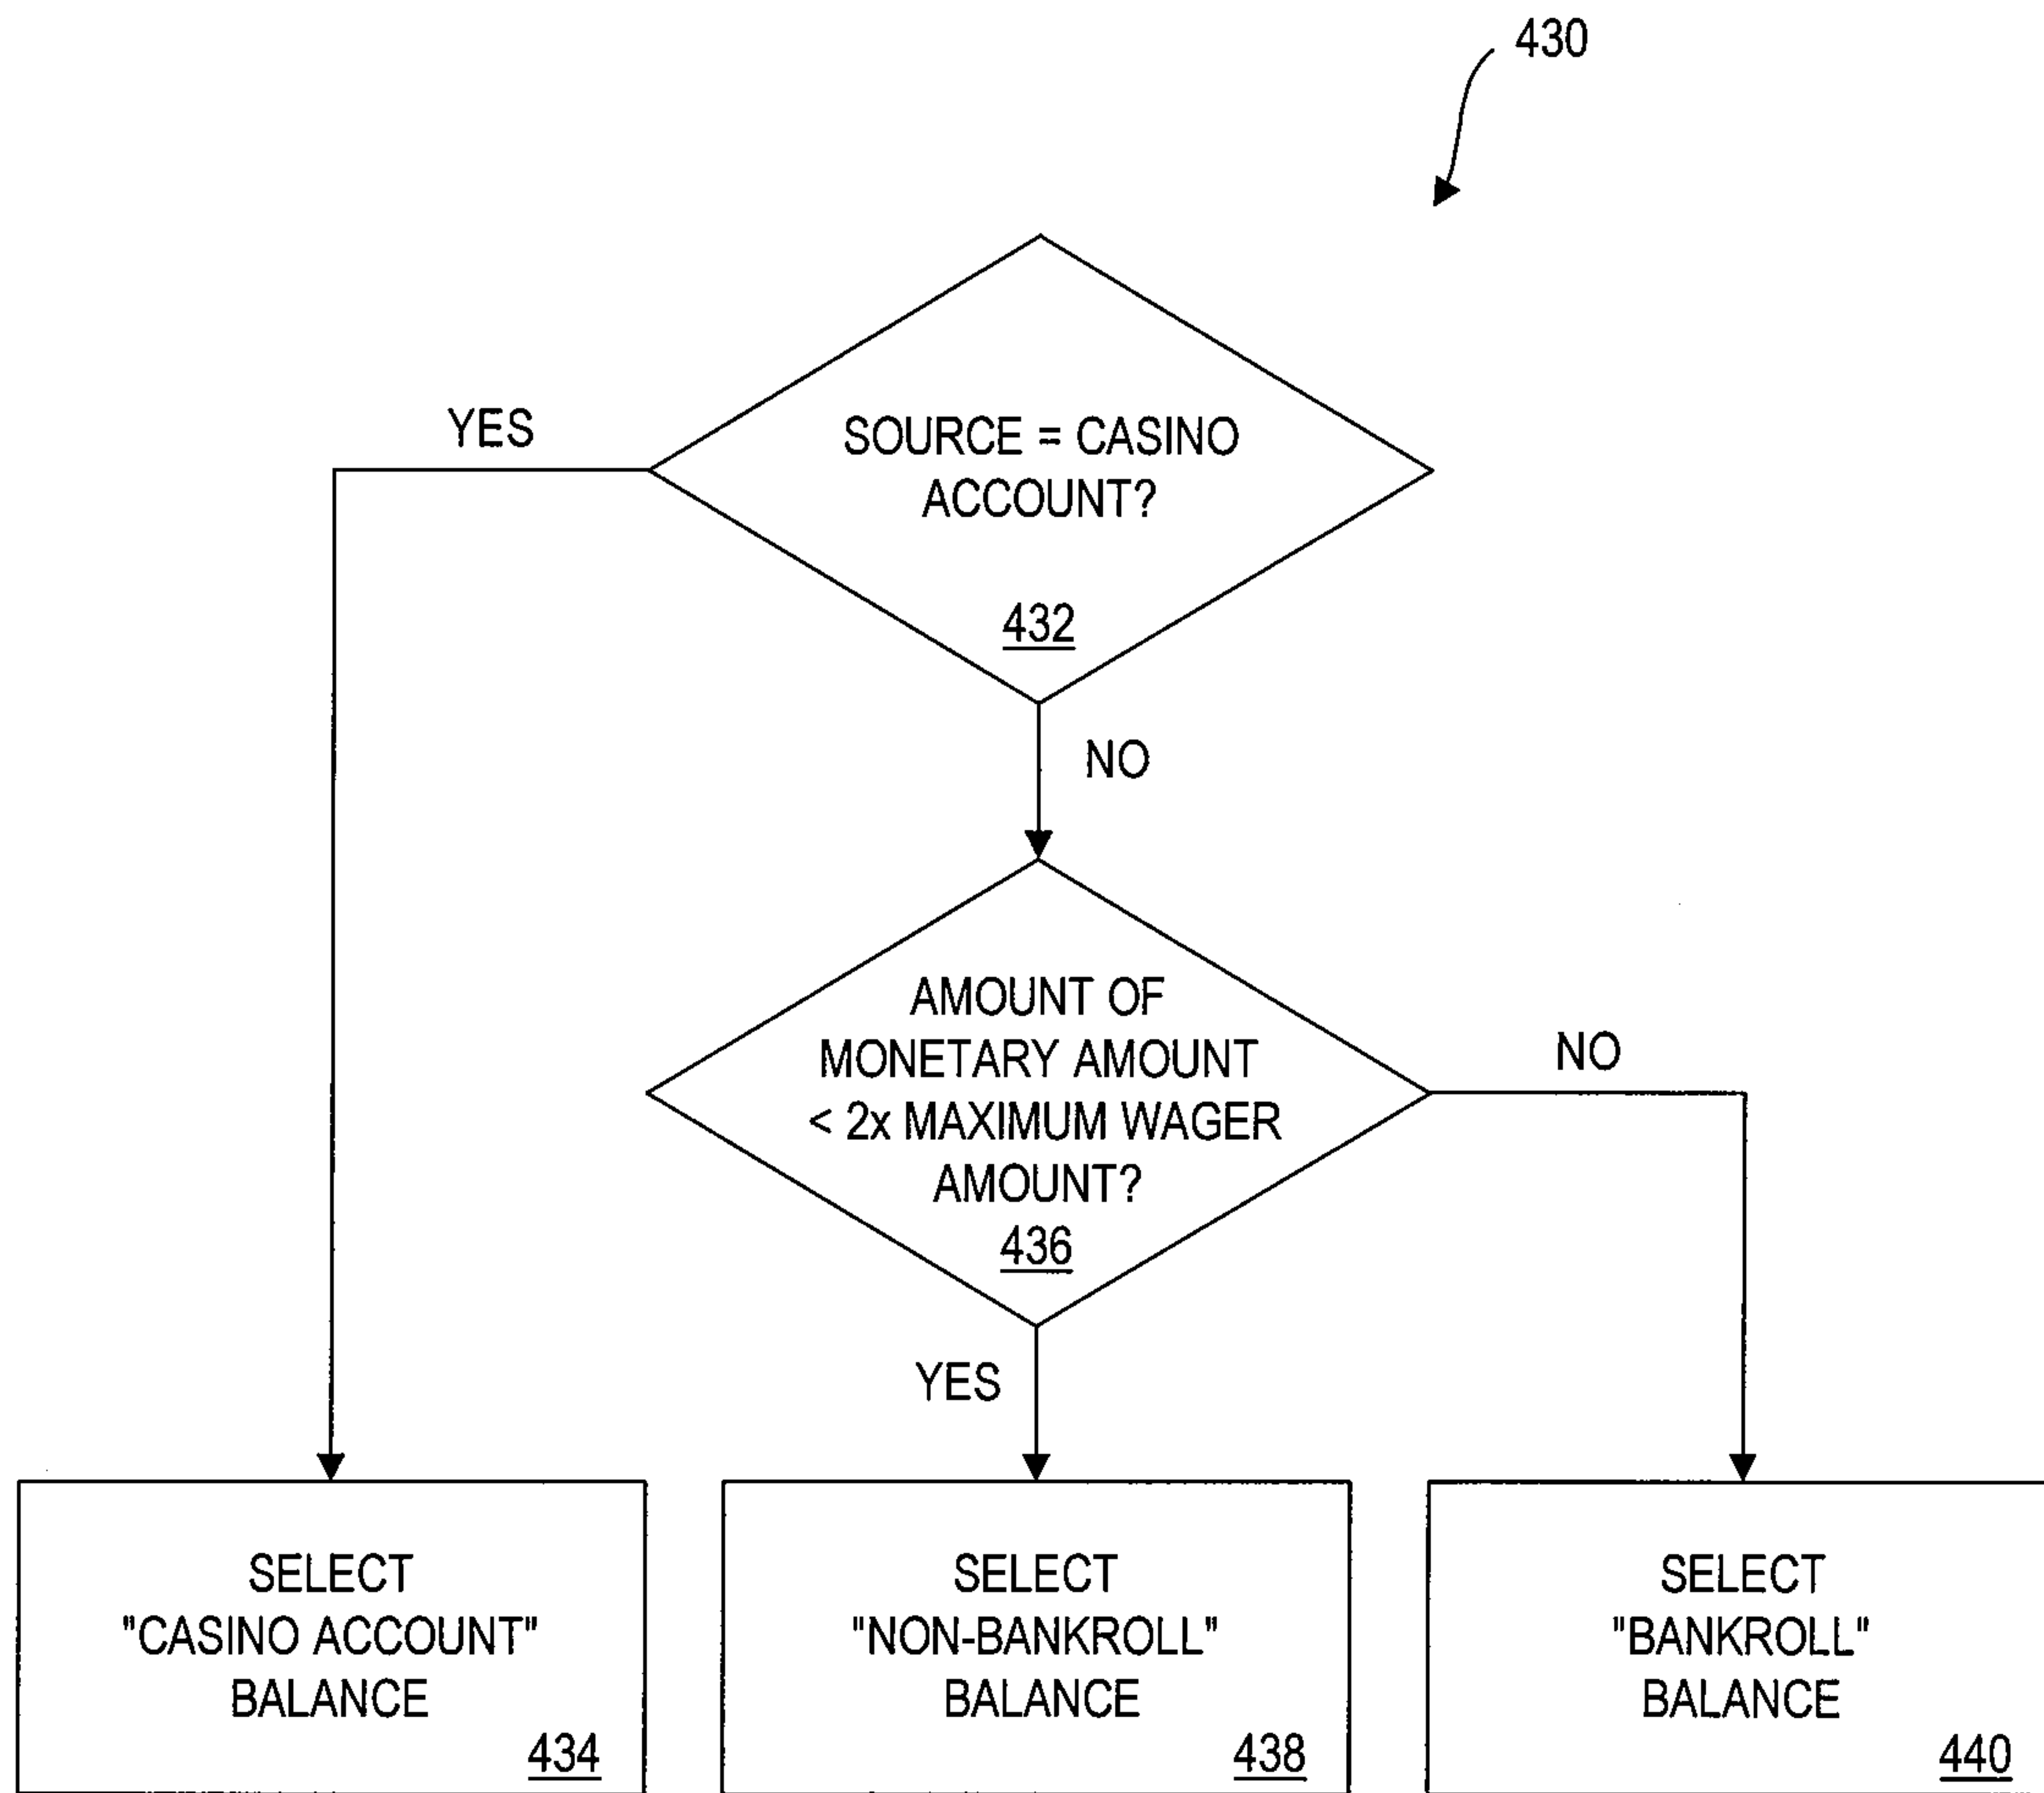 430
SOURCE = CASINO
ACCOUNT?
432
YES
NO
AMOUNT OF
MONETARY AMOUNT
< 2x MAXIMUM WAGER
AMOUNT?
436
NO
YES
SELECT
"CASINO ACCOUNT"
BALANCE
434
SELECT
"NON-BANKROLL"
BALANCE
438
SELECT
"BANKROLL"
BALANCE
440